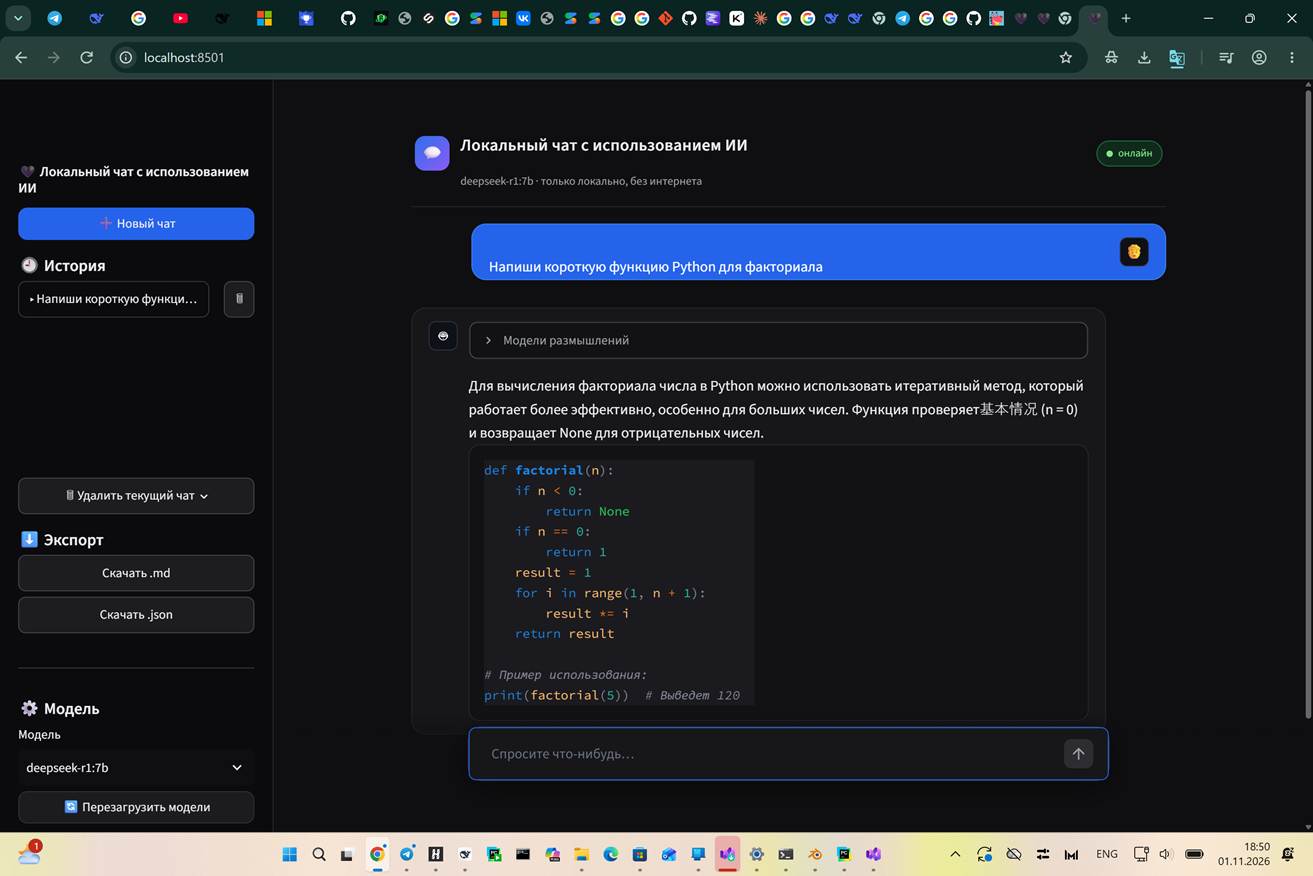 localhost:8501
🖤 Локальный чат с использованием
ИИ
➕ Новый чат
🕘 История
▸ Напиши короткую функци...
🗑 Удалить текущий чат
⬇️ Экспорт
Скачать .md
Скачать .json
⚙️ Модель
Модель
deepseek-r1:7b
🔄 Перезагрузить модели
Локальный чат с использованием ИИ
deepseek-r1:7b · только локально, без интернета
онлайн
Напиши короткую функцию Python для факториала
Модели размышлений
Для вычисления факториала числа в Python можно использовать итеративный метод, который
работает более эффективно, особенно для больших чисел. Функция проверяет基本情况 (n = 0)
и возвращает None для отрицательных чисел.
def factorial(n):
    if n < 0:
        return None
    if n == 0:
        return 1
    result = 1
    for i in range(1, n + 1):
        result *= i
    return result
# Пример использования:
print(factorial(5))  # Выведет 120
Спросите что-нибудь...
1
ENG
18:50
01.11.2026